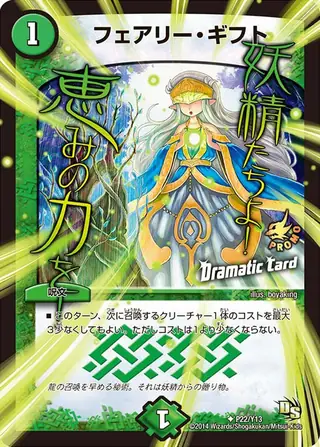 1
フェアリー・ギフト
妖精たちよ!
恵みの力を
PROMO
Dramatic Card
illus. boyaking
呪文
■このターン、次に召喚するクリーチャー1体のコストを最大
3少なくしてもよい。ただしコストは1より少なくならない。
龍の召喚を早める秘術。それは妖精からの贈り物。
1
DS
P22/Y13
©2014 Wizards/Shogakukan/Mitsui-Kids